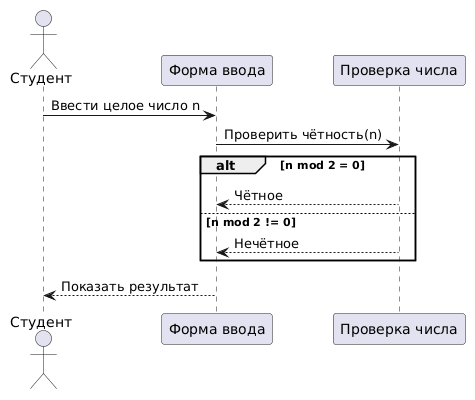 Студент
Форма ввода
Проверка числа
Ввести целое число n
Проверить чётность(n)
alt [n mod 2 = 0]
Чётное
[n mod 2 != 0]
Нечётное
Показать результат
Студент
Форма ввода
Проверка числа